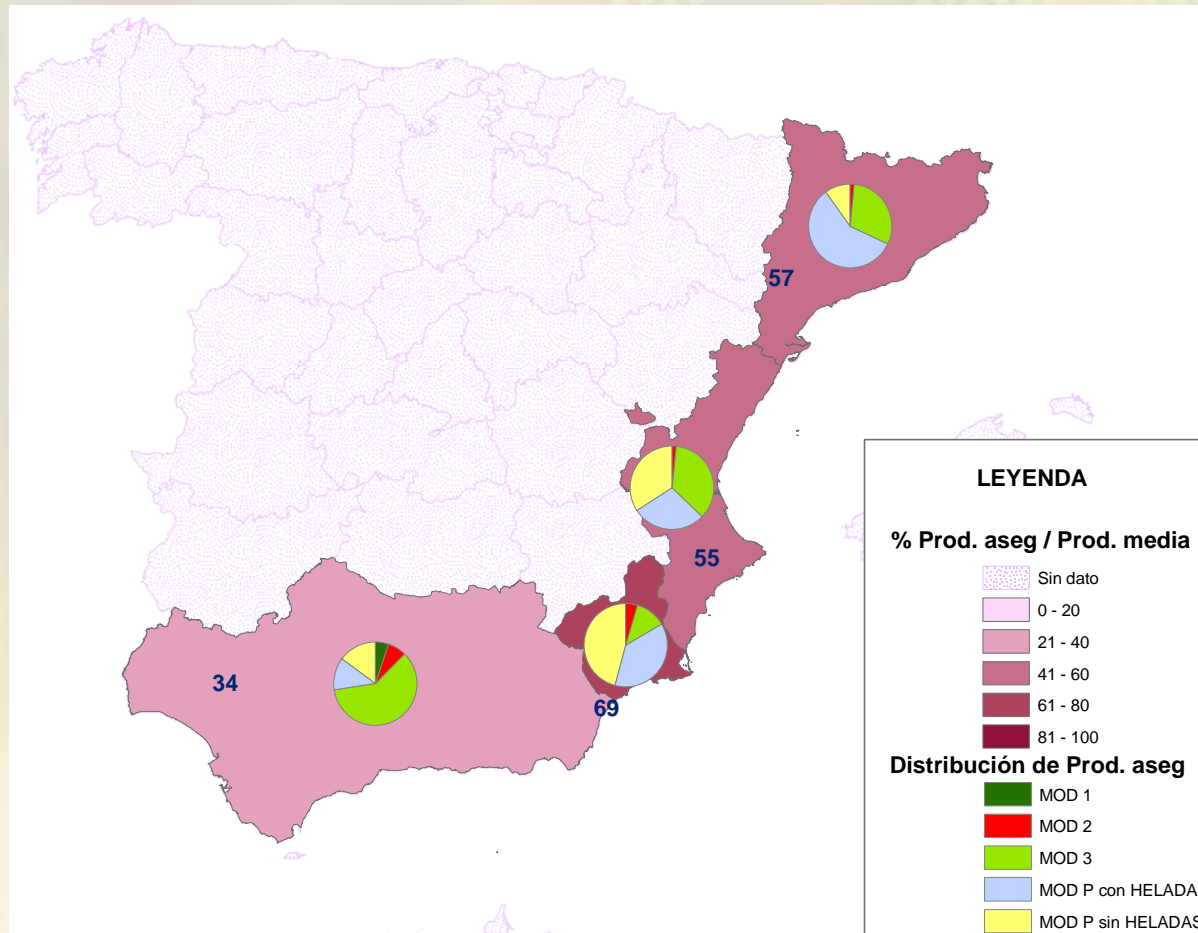 57
55
34
69
LEYENDA
% Prod. aseg / Prod. media
Sin dato
0 - 20
21 - 40
41 - 60
61 - 80
81 - 100
Distribución de Prod. aseg
MOD 1
MOD 2
MOD 3
MOD P con HELADA
MOD P sin HELADAS